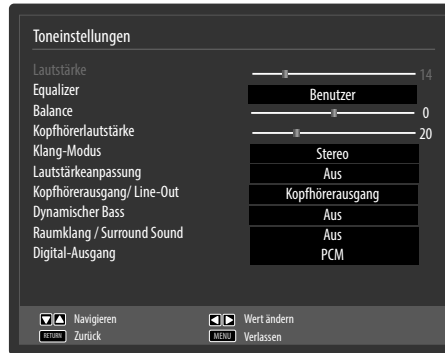 Toneinstellungen
Lautstärke 14
Equalizer Benutzer
Balance 0
Kopfhörerlautstärke 20
Klang-Modus Stereo
Lautstärkeanpassung Aus
Kopfhörerausgang/ Line-Out Kopfhörerausgang
Dynamischer Bass Aus
Raumklang / Surround Sound Aus
Digital-Ausgang PCM
Navigieren Wert ändern
RETURN Zurück MENU Verlassen